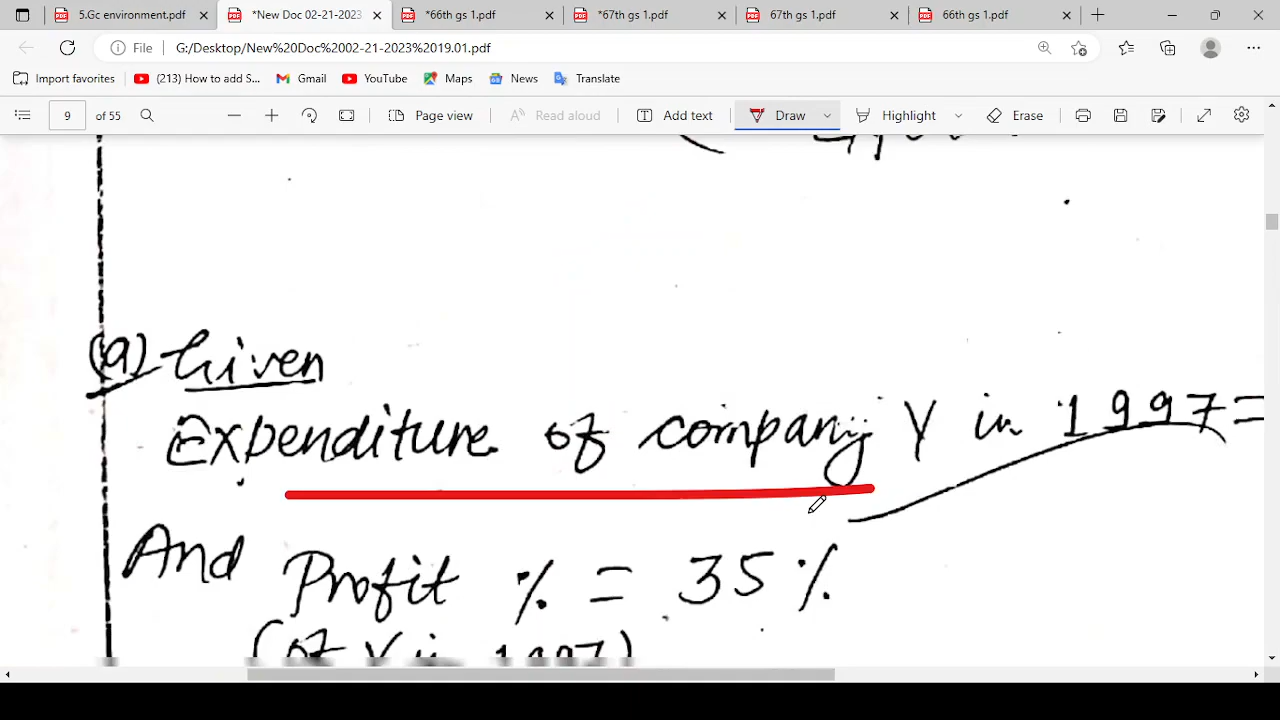 5.Gc environment.pdf
*New Doc 02-21-2023
*66th gs 1.pdf
*67th gs 1.pdf
67th gs 1.pdf
66th gs 1.pdf
File
G:/Desktop/New%20Doc%2002-21-2023%2019.01.pdf
Import favorites
(213) How to add S...
Gmail
YouTube
Maps
News
Translate
9 of 55
Page view
Read aloud
Add text
Draw
Highlight
Erase
(a) Given
Expenditure of company Y in 1997=
And Profit % = 35 %
(of Y in 1997)